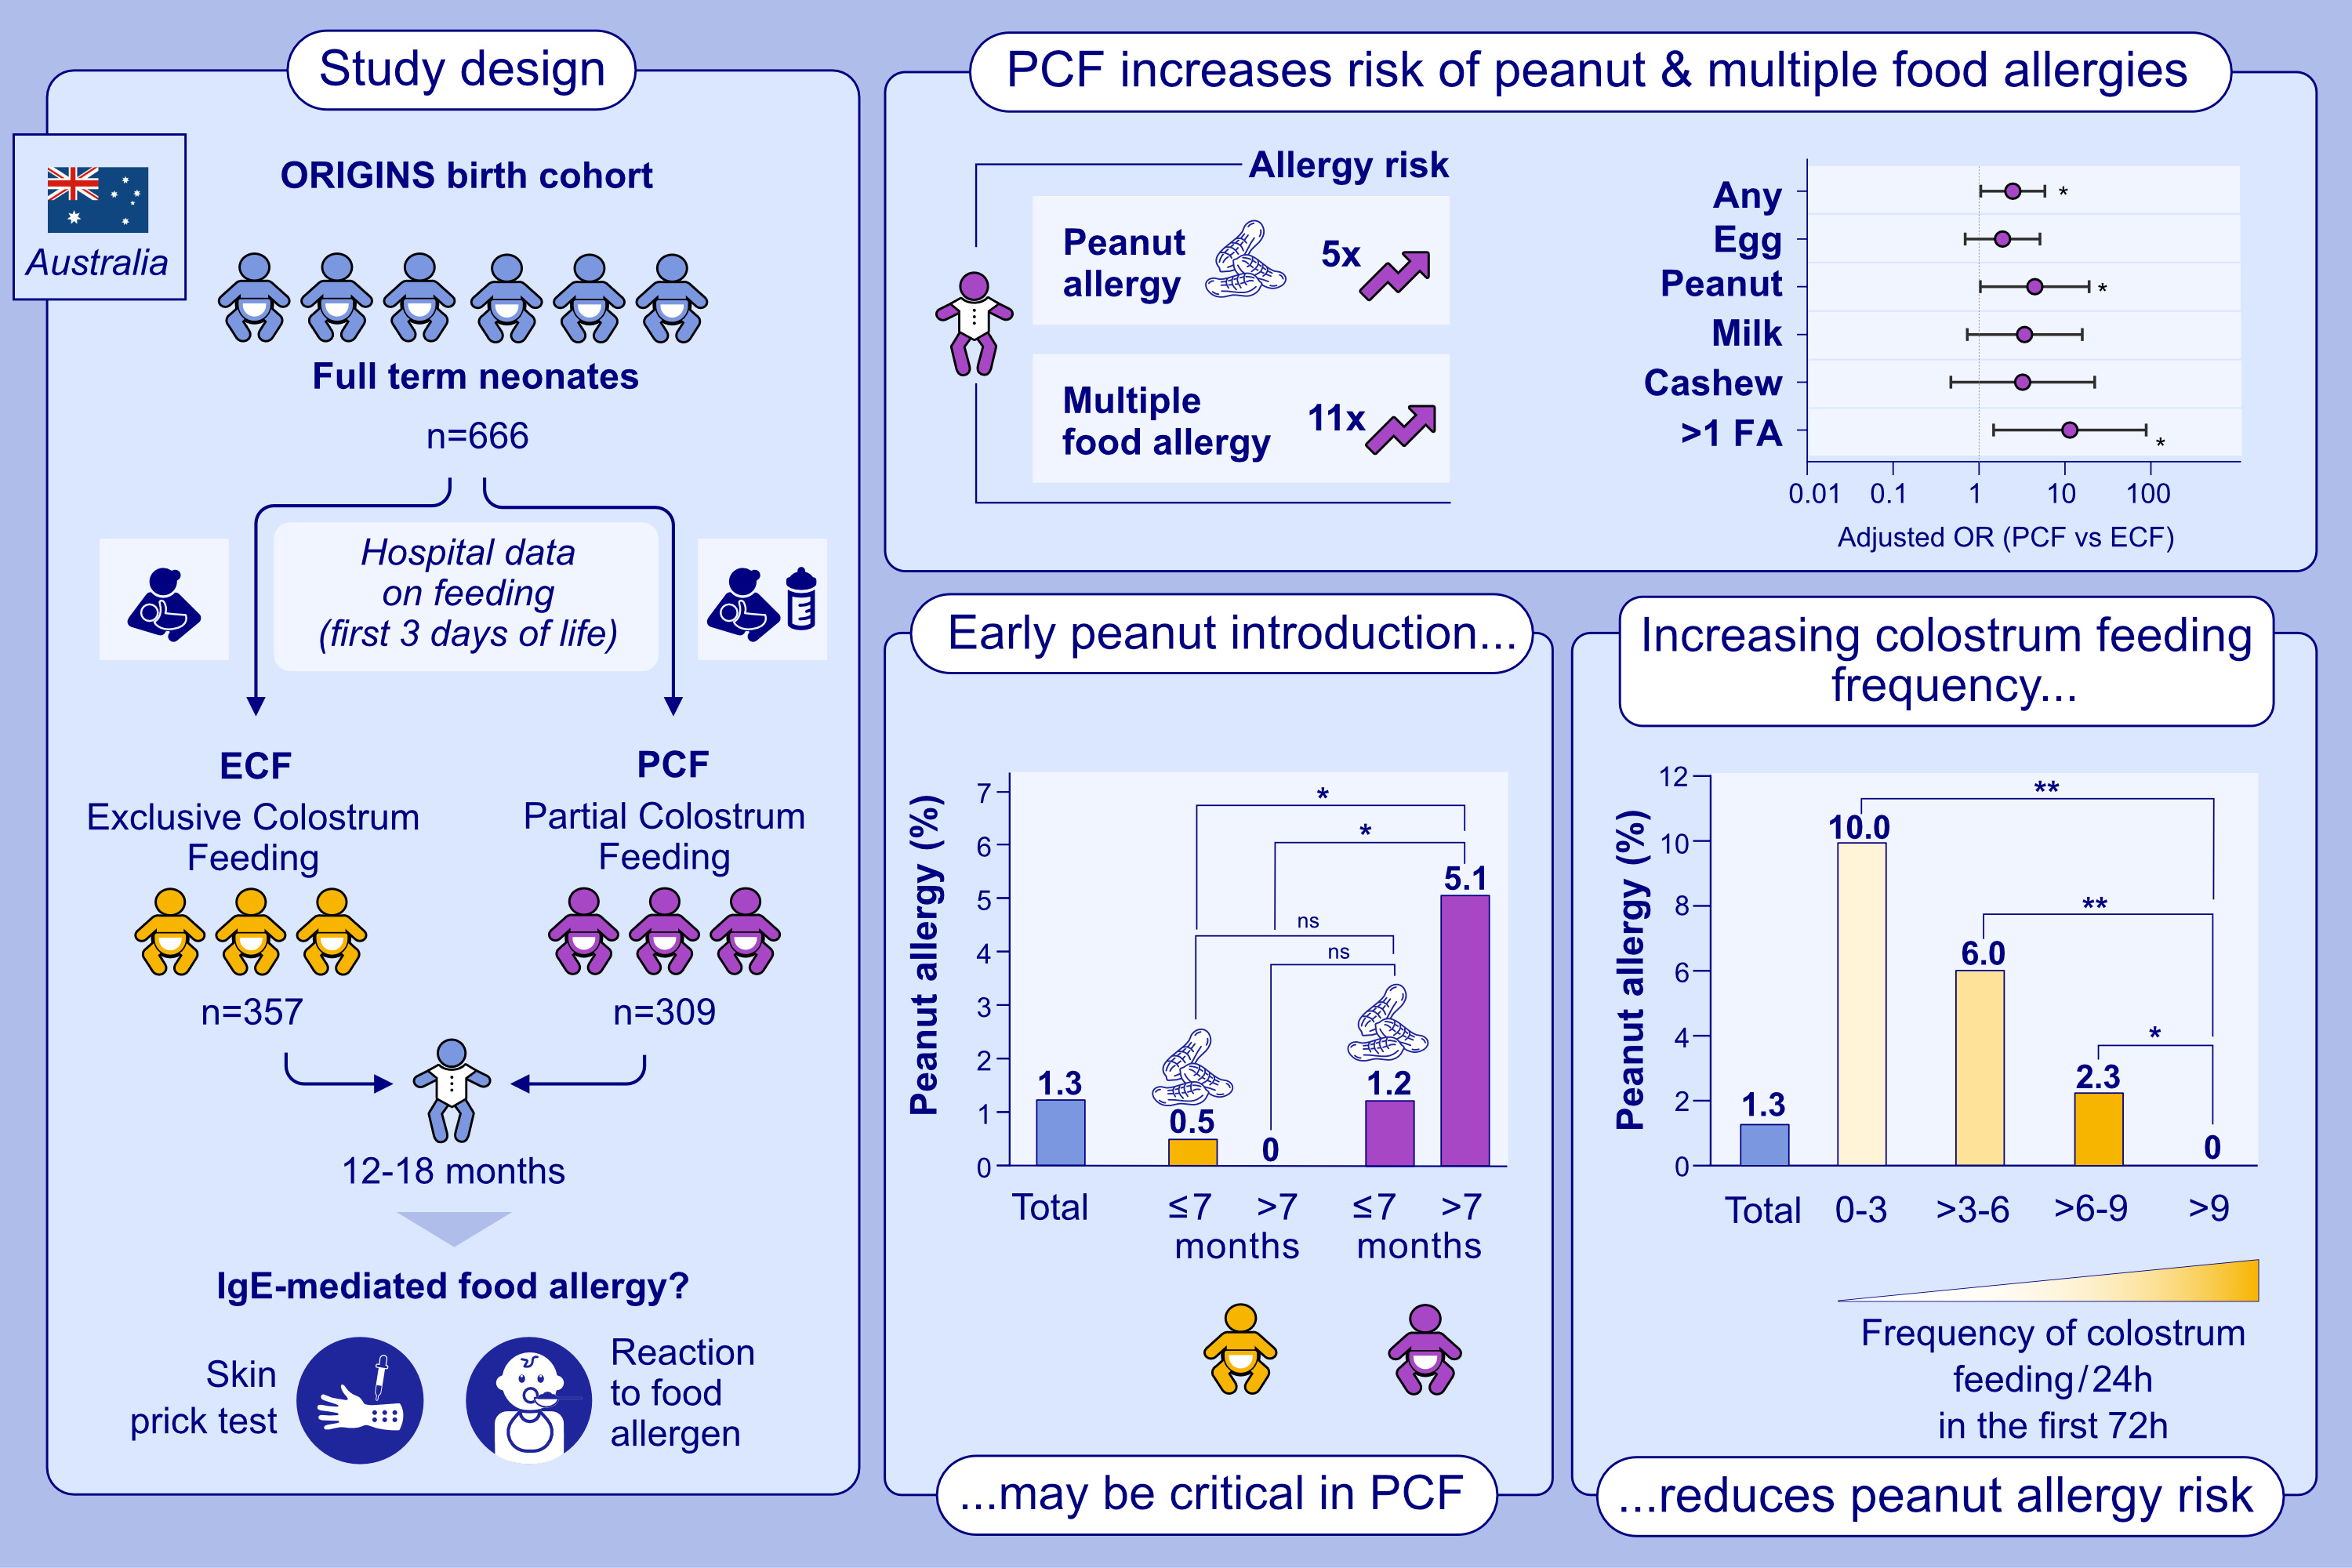 Study design
Australia
ORIGINS birth cohort
Full term neonates
n=666
Hospital data
on feeding
(first 3 days of life)
ECF
Exclusive Colostrum
Feeding
n=357
PCF
Partial Colostrum
Feeding
n=309
12-18 months
IgE-mediated food allergy?
Skin
prick test
Reaction
to food
allergen
PCF increases risk of peanut & multiple food allergies
Allergy risk
Peanut
allergy
5x
Multiple
food allergy
11x
Any
*
Egg
Peanut
*
Milk
Cashew
>1 FA
*
0.01 0.1 1 10 100
Adjusted OR (PCF vs ECF)
Early peanut introduction...
Peanut allergy (%)
7
6
5
4
3
2
1
0
*
*
ns
ns
1.3
0.5
0
1.2
5.1
Total ≤7 >7 ≤7 >7
months months
...may be critical in PCF
Increasing colostrum feeding
frequency...
Peanut allergy (%)
12
10
8
6
4
2
0
**
**
*
1.3
10.0
6.0
2.3
0
Total 0-3 >3-6 >6-9 >9
Frequency of colostrum
feeding/24h
in the first 72h
...reduces peanut allergy risk